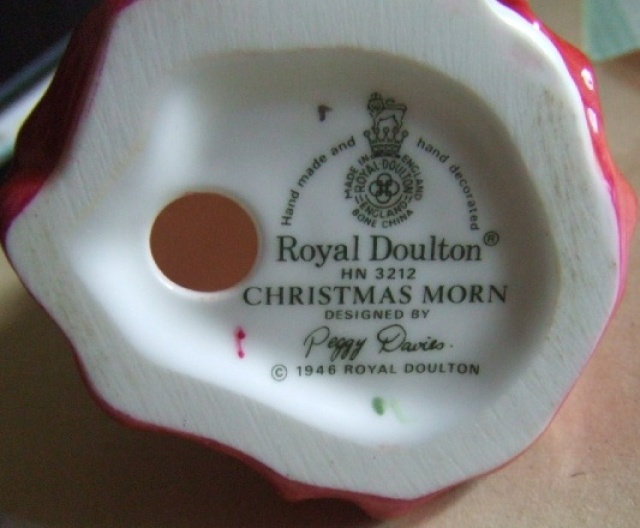 Hand made and hand decorated
MADE IN ENGLAND
ROYAL DOULTON
ENGLAND
BONE CHINA
Royal Doulton®
HN 3212
CHRISTMAS MORN
DESIGNED BY
Peggy Davies.
© 1946 ROYAL DOULTON